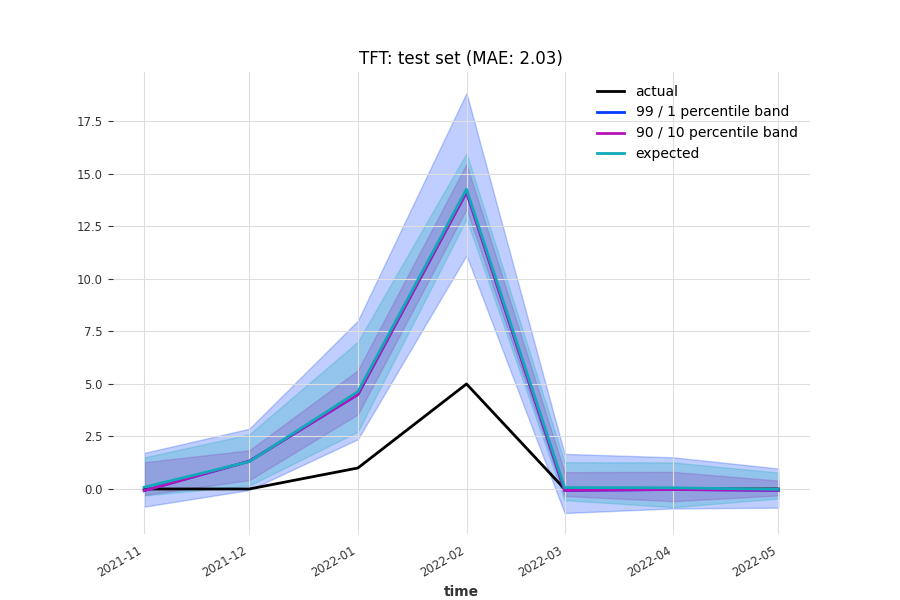 TFT: test set (MAE: 2.03)
actual
99 / 1 percentile band
90 / 10 percentile band
expected
17.5
15.0
12.5
10.0
7.5
5.0
2.5
0.0
2021-11
2021-12
2022-01
2022-02
2022-03
2022-04
2022-05
time